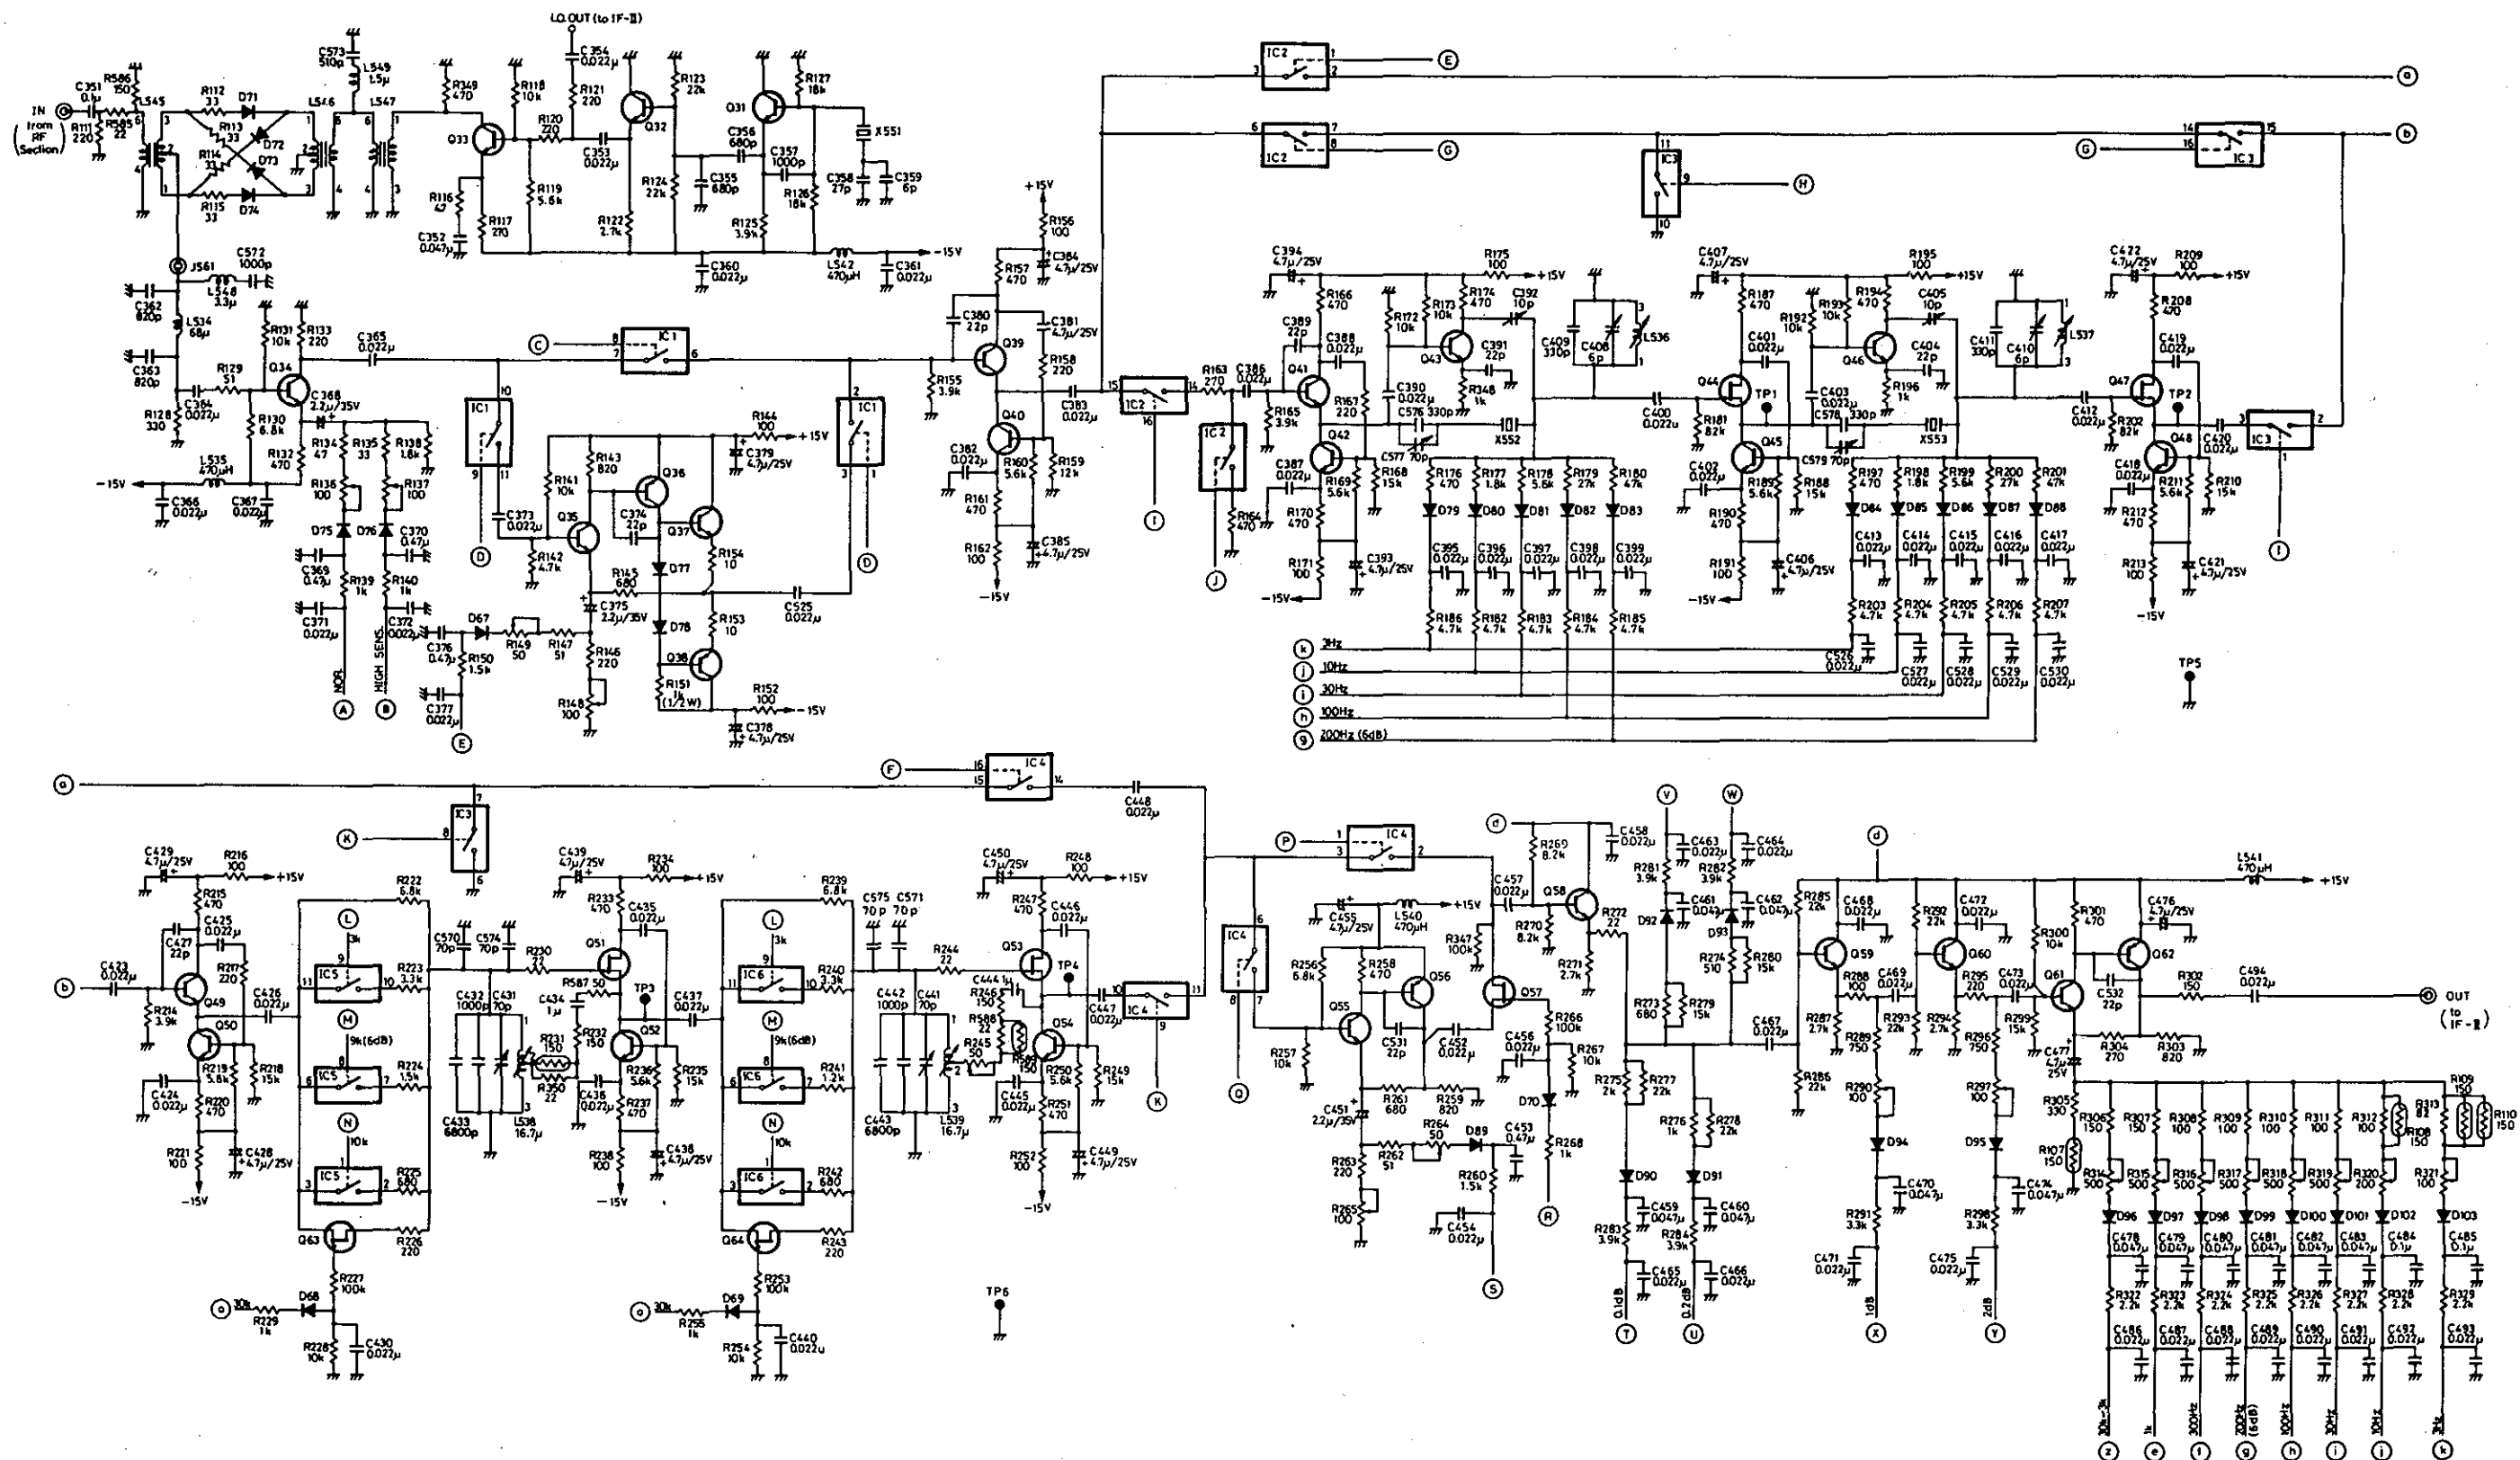 LO.OUT (to IF-Ⅱ)
IN
(from RF Section)
C351 0.1μ
R586 150
R111 220
R585 22
L545
R112 33
D71
R113 33
D72
R114 33
D73
R115 33
D74
L546
C573 510p
L549 1.5μ
L547
R349 470
Q33
R118 10k
R116 47
C352 0.047μ
R117 270
R119 5.6k
R120 220
R121 220
C354 0.022μ
C353 0.022μ
Q32
R122 2.7k
R123 22k
R124 22k
C355 680p
C356 680p
C357 1000p
Q31
R125 3.9k
R126 18k
R127 18k
X551
C358 27p
C359 6p
C360 0.022μ
L542 470μH
C361 0.022μ
-15V
J561
C572 1000p
L548 3.3μ
C362 820p
L534 68μ
C363 820p
R128 330
C364 0.022μ
R129 51
R130 6.8k
R131 10k
R133 220
Q34
C365 0.022μ
C368 2.2μ/35V
R132 470
L535 470μH
-15V
C366 0.022μ
C367 0.022μ
R134 47
R135 33
R138 1.8k
R136 100
R137 100
D75
D76
C370 0.47μ
C369 0.47μ
R139 1k
R140 1k
C371 0.022μ
C372 0.022μ
NOR.
HIGH SENS.
A
B
C
D
E
IC1
C373 0.022μ
R141 10k
R142 4.7k
R143 820
Q35
Q36
C374 22p
Q37
D77
D78
Q38
R144 100
+15V
C379 4.7μ/25V
R154 10
R153 10
R145 680
C375 2.2μ/35V
C525 0.022μ
C376 0.47μ
D67
R149 50
R147 51
R150 1.5k
C377 0.022μ
R146 220
R148 100
R151 1k (1/2W)
R152 100
-15V
C378 4.7μ/25V
+15V
R156 100
R157 470
C384 4.7μ/25V
C380 22p
C381 4.7μ/25V
Q39
R158 220
R155 3.9k
Q40
C383 0.022μ
C382 0.022μ
R160 5.6k
R159 12k
R161 470
R162 100
C385 4.7μ/25V
-15V
IC2
E
a
G
b
IC3
H
I
J
R163 270
R164 470
C386 0.022μ
R165 3.9k
C394 4.7μ/25V
R166 470
C389 22p
C388 0.022μ
Q41
R167 220
Q42
C387 0.022μ
R169 5.6k
R168 15k
R170 470
R171 100
C393 4.7μ/25V
-15V
R172 10k
R173 10k
R174 470
R175 100
+15V
C392 10p
Q43
C391 22p
C390 0.022μ
R348 1k
C576 330p
C577 70p
X552
C409 330p
C408 6p
L536
C400 0.022μ
R176 470
R177 1.8k
R178 5.6k
R179 27k
R180 47k
D79
D80
D81
D82
D83
C395 0.022μ
C396 0.022μ
C397 0.022μ
C398 0.022μ
C399 0.022μ
R186 4.7k
R182 4.7k
R183 4.7k
R184 4.7k
R185 4.7k
k 3Hz
j 10Hz
i 30Hz
h 100Hz
g 200Hz (6dB)
C407 4.7μ/25V
R187 470
C401 0.022μ
Q44
TP1
R181 82k
Q45
C402 0.022μ
R189 5.6k
R188 15k
R190 470
R191 100
C406 4.7μ/25V
-15V
R192 10k
R193 10k
R194 470
R195 100
+15V
C405 10p
Q46
C404 22p
C403 0.022μ
R196 1k
C578 330p
C579 70p
X553
C411 330p
C410 6p
L537
C412 0.022μ
R197 470
R198 1.8k
R199 5.6k
R200 27k
R201 47k
D84
D85
D86
D87
D88
C413 0.022μ
C414 0.022μ
C415 0.022μ
C416 0.022μ
C417 0.022μ
R203 4.7k
R204 4.7k
R205 4.7k
R206 4.7k
R207 4.7k
C526 0.022μ
C527 0.022μ
C528 0.022μ
C529 0.022μ
C530 0.022μ
C422 4.7μ/25V
R209 100
+15V
R208 470
C419 0.022μ
Q47
TP2
R202 82k
Q48
C420 0.022μ
C418 0.022μ
R211 5.6k
R210 15k
R212 470
R213 100
C421 4.7μ/25V
-15V
TP5
a
F
IC4
C448 0.022μ
K
IC3
C429 4.7μ/25V
R216 100
+15V
R215 470
C427 22p
C425 0.022μ
R217 220
b
C423 0.022μ
R214 3.9k
Q49
Q50
C426 0.022μ
C424 0.022μ
R219 5.6k
R218 15k
R220 470
R221 100
C428 4.7μ/25V
-15V
R222 6.8k
L
3k
IC5
R223 3.3k
M
9k(6dB)
IC5
R224 1.5k
N
10k
IC5
R225 680
Q63
R226 220
R227 100k
D68
o 30k
R229 1k
R228 10k
C430 0.022μ
C570 70p
C574 70p
R230 22
C432 1000p
C431 70p
C433 6800p
L538 16.7μ
R231 150
R350 22
R232 150
C434 1μ
R587 50
C439 4.7μ/25V
R234 100
+15V
R233 470
C435 0.022μ
Q51
TP3
Q52
C437 0.022μ
C436 0.022μ
R236 5.6k
R235 15k
R237 470
R238 100
C438 4.7μ/25V
-15V
R239 6.8k
L
3k
IC6
R240 3.3k
M
9k(6dB)
IC6
R241 1.2k
N
10k
IC6
R242 680
Q64
R243 220
R253 100k
D69
o 30k
R255 1k
R254 10k
C440 0.022μ
C575 70p
C571 70p
R244 22
C442 1000p
C441 70p
C443 6800p
L539 16.7μ
C444 1μ
R246 150
R588 22
R245 50
R589 150
C450 4.7μ/25V
R248 100
+15V
R247 470
C446 0.022μ
Q53
TP4
Q54
C447 0.022μ
C445 0.022μ
R250 5.6k
R249 15k
R251 470
R252 100
C449 4.7μ/25V
-15V
TP6
IC4
K
P
IC4
Q
R257 10k
R256 6.8k
C455 4.7μ/25V
L540 470μH
+15V
R258 470
Q56
Q55
C531 22p
C452 0.022μ
R347 100k
Q57
C457 0.022μ
R261 680
R259 820
C451 2.2μ/35V
R262 51
R264 50
D89
C453 0.47μ
R263 220
R265 100
R260 1.5k
C454 0.022μ
S
C456 0.022μ
R266 100k
R267 10k
D70
R268 1k
R
d
R269 8.2k
C458 0.022μ
Q58
R270 8.2k
R271 2.7k
R272 22
V
W
C463 0.022μ
C464 0.022μ
R281 3.9k
R282 3.9k
C461 0.047μ
C462 0.047μ
D92
D93
R274 510
R280 15k
R273 680
R279 15k
C467 0.022μ
R275 2k
R277 22k
R276 1k
R278 22k
D90
D91
C459 0.047μ
C460 0.047μ
R283 3.9k
R284 3.9k
C465 0.022μ
C466 0.022μ
0.1dB
0.2dB
T
U
d
R285 22k
R286 22k
C468 0.022μ
Q59
R287 2.7k
R288 100
C469 0.022μ
R289 750
R290 100
D94
C470 0.047μ
R291 3.3k
C471 0.022μ
1dB
X
R292 22k
R293 22k
C472 0.022μ
Q60
R294 2.7k
R295 220
C473 0.022μ
R296 750
R297 100
D95
C474 0.047μ
R298 3.3k
C475 0.022μ
2dB
Y
L541 470μH
+15V
R300 10k
R301 470
C476 4.7μ/25V
Q61
Q62
C532 22p
R299 15k
R302 150
C494 0.022μ
OUT
(to IF-Ⅱ)
R304 270
R303 820
C477 4.7μ 25V
R305 330
R107 150
R306 150
R307 150
R308 100
R309 100
R310 100
R311 100
R312 100
R108 150
R313 82
R109 150
R110 150
R314 500
R315 500
R316 500
R317 500
R318 500
R319 500
R320 200
R321 100
D96
D97
D98
D99
D100
D101
D102
D103
C478 0.047μ
C479 0.047μ
C480 0.047μ
C481 0.047μ
C482 0.047μ
C483 0.047μ
C484 0.1μ
C485 0.1μ
R322 2.2k
R323 2.2k
R324 2.2k
R325 2.2k
R326 2.2k
R327 2.2k
R328 2.2k
R329 2.2k
C486 0.022μ
C487 0.022μ
C488 0.022μ
C489 0.022μ
C490 0.022μ
C491 0.022μ
C492 0.022μ
C493 0.022μ
30k-3k
1k
300Hz
200Hz (6dB)
100Hz
30Hz
10Hz
3Hz
z
e
f
g
h
i
j
k